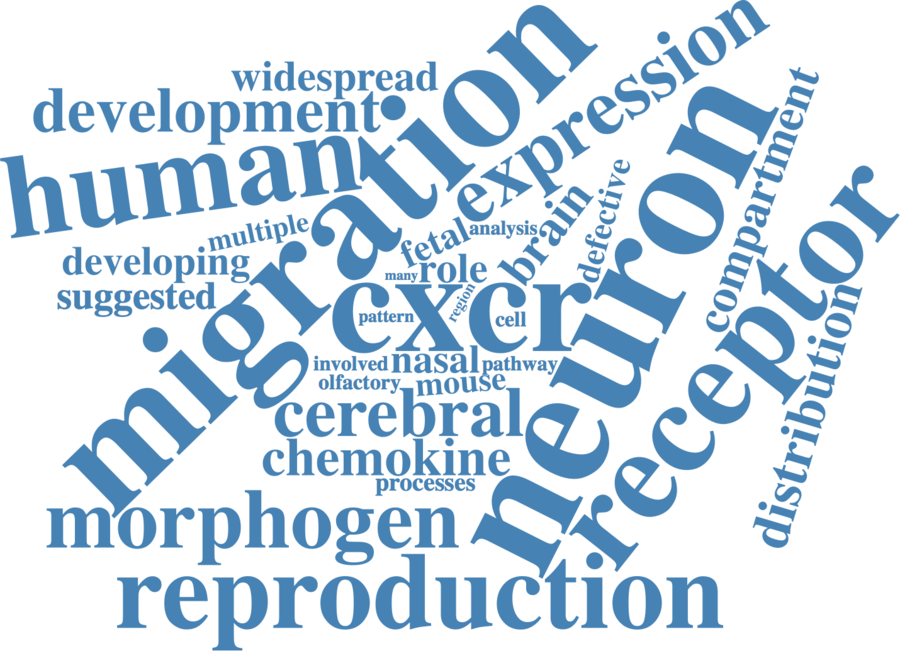 widespread
development
expression
human
migration
neuron
compartment
multiple
fetal
analysis
brain
defective
receptor
developing
many
role
suggested
cxcr
region
pattern
cell
distribution
involved
nasal
pathway
olfactory
mouse
cerebral
chemokine
processes
morphogen
reproduction